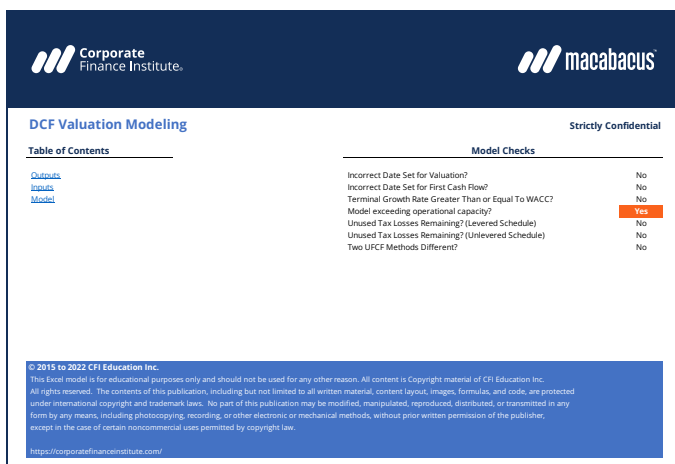 Corporate
Finance Institute®
macabacus™
DCF Valuation Modeling
Strictly Confidential
Table of Contents
Model Checks
Outputs
Incorrect Date Set for Valuation? No
Inputs
Incorrect Date Set for First Cash Flow? No
Model
Terminal Growth Rate Greater Than or Equal To WACC? No
Model exceeding operational capacity? Yes
Unused Tax Losses Remaining? (Levered Schedule) No
Unused Tax Losses Remaining? (Unlevered Schedule) No
Two UFCF Methods Different? No
© 2015 to 2022 CFI Education Inc.
This Excel model is for educational purposes only and should not be used for any other reason. All content is Copyright material of CFI Education Inc.
All rights reserved. The contents of this publication, including but not limited to all written material, content layout, images, formulas, and code, are protected
under international copyright and trademark laws. No part of this publication may be modified, manipulated, reproduced, distributed, or transmitted in any
form by any means, including photocopying, recording, or other electronic or mechanical methods, without prior written permission of the publisher,
except in the case of certain noncommercial uses permitted by copyright law.
https://corporatefinanceinstitute.com/